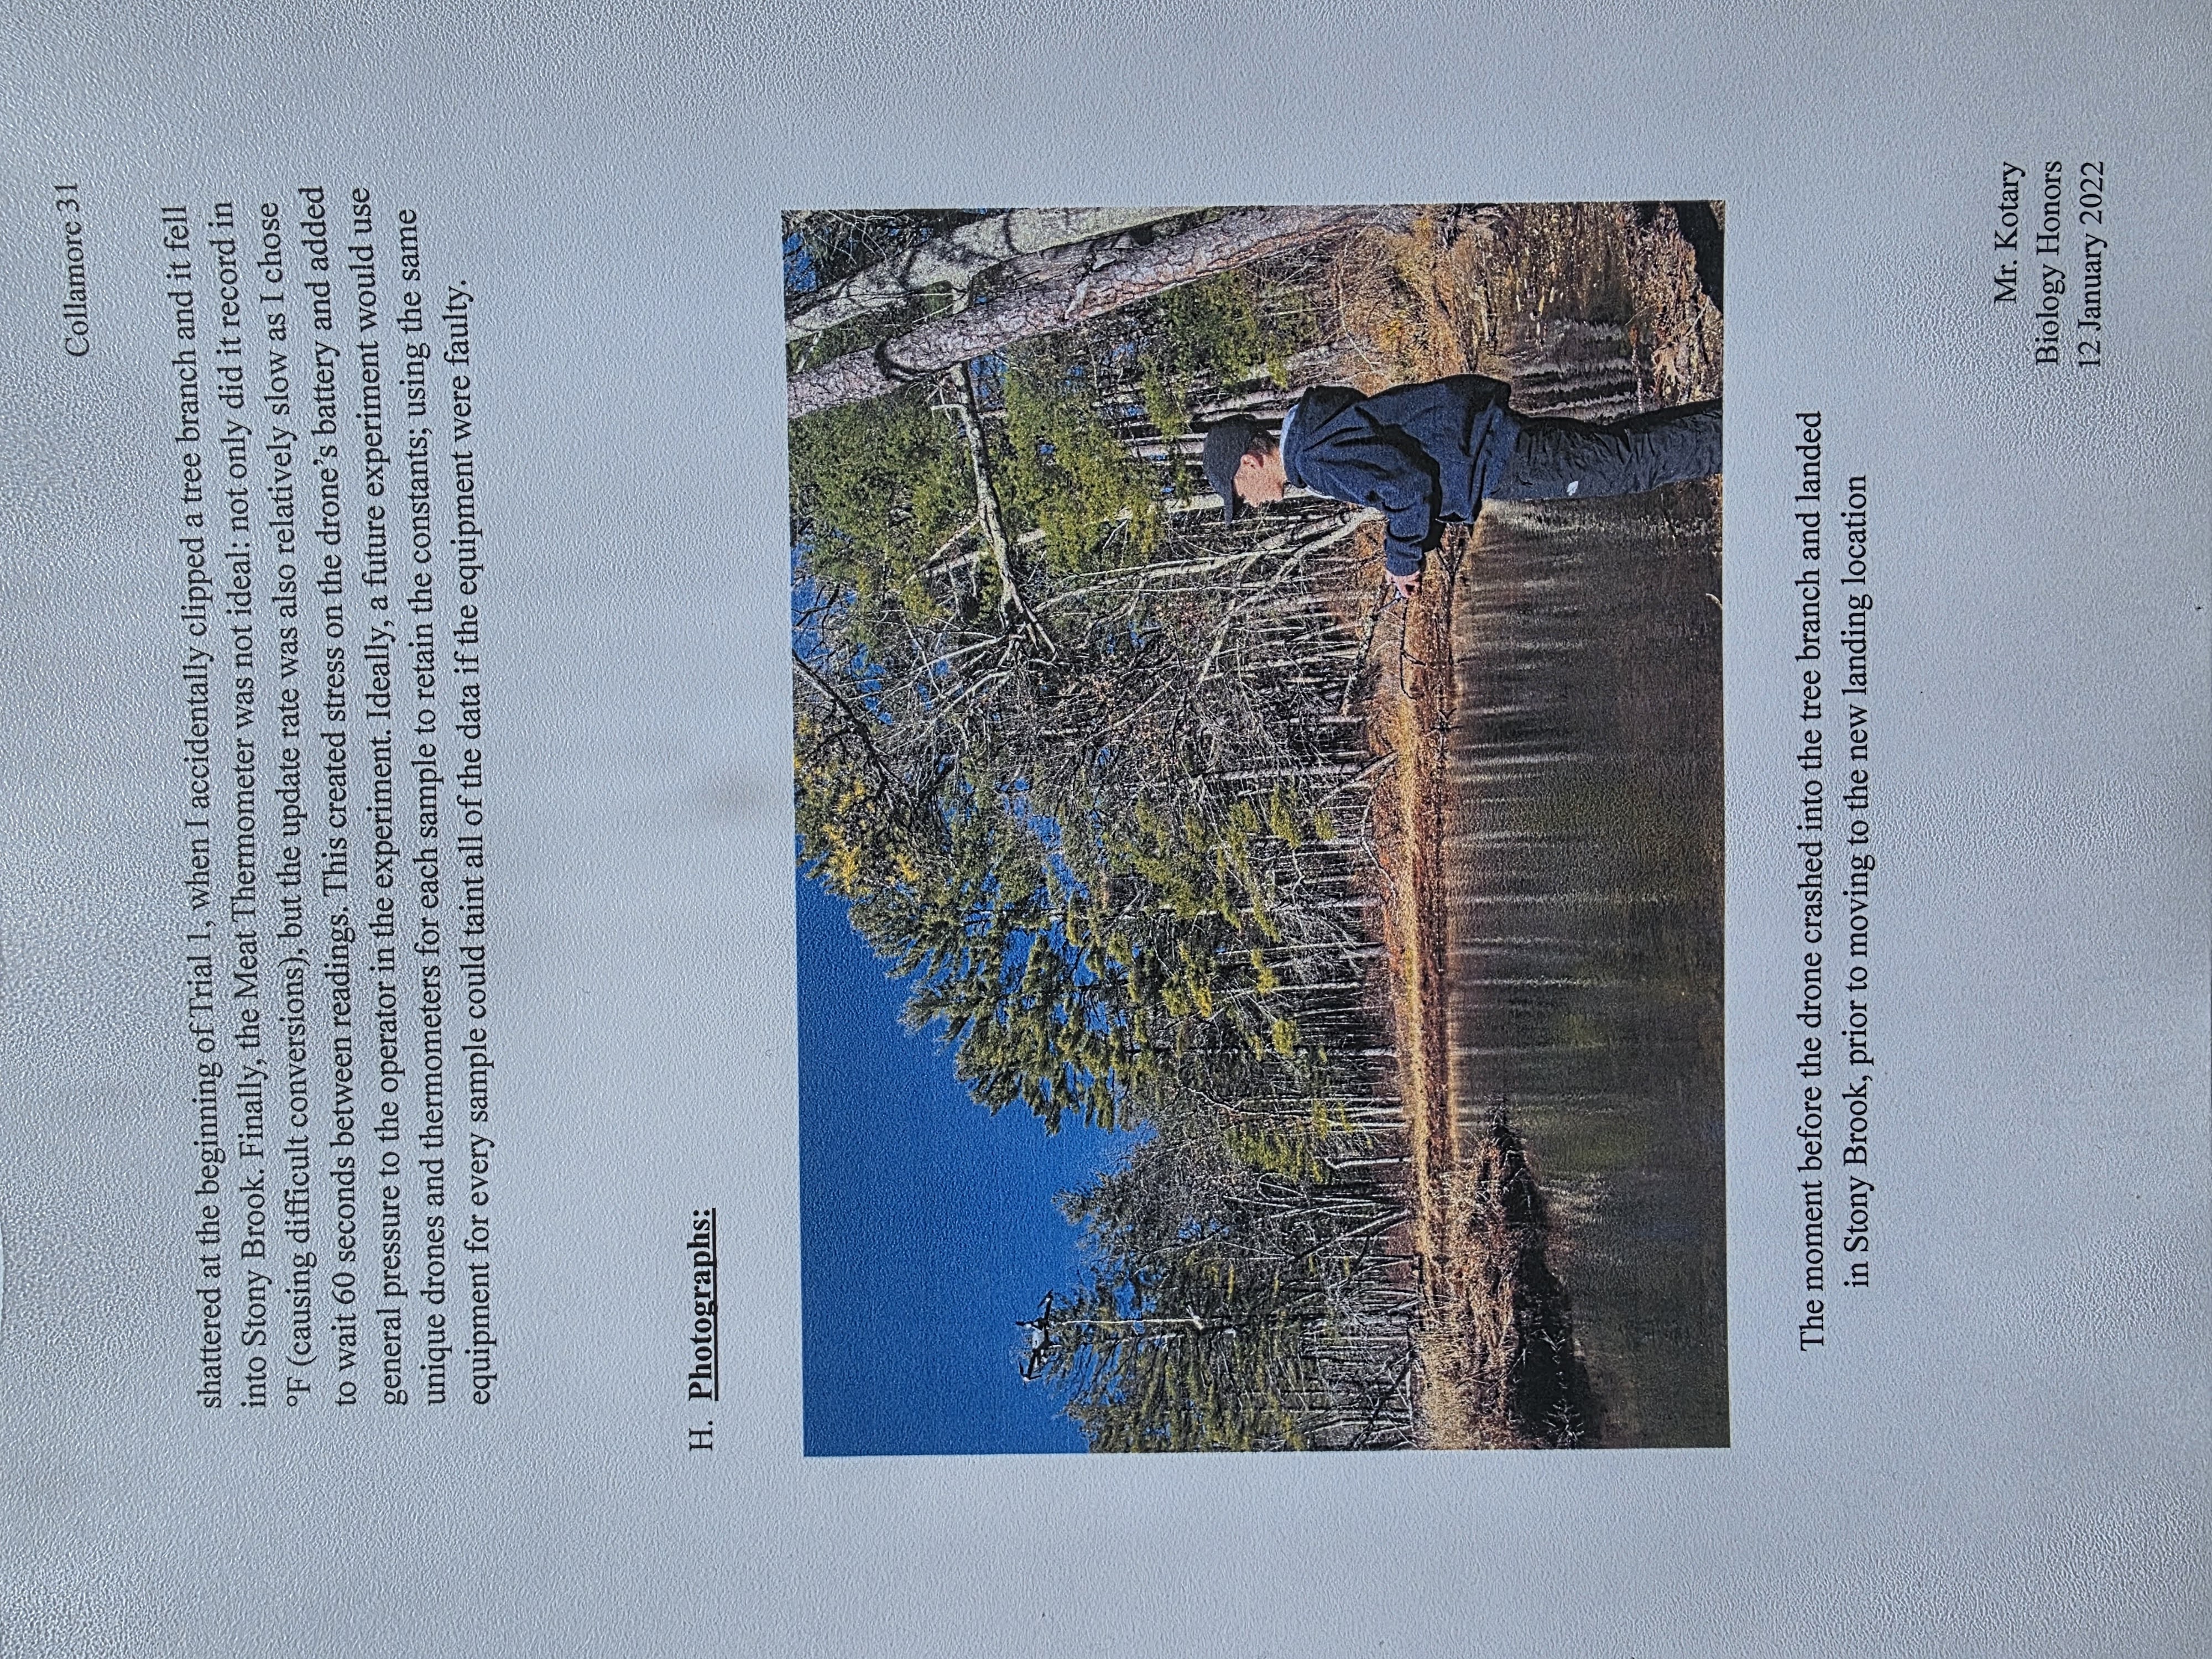 Collamore 31
shattered at the beginning of Trial 1, when I accidentally clipped a tree branch and it fell
into Stony Brook. Finally, the Meat Thermometer was not ideal: not only did it record in
°F (causing difficult conversions), but the update rate was also relatively slow as I chose
to wait 60 seconds between readings. This created stress on the drone’s battery and added
general pressure to the operator in the experiment. Ideally, a future experiment would use
unique drones and thermometers for each sample to retain the constants; using the same
equipment for every sample could taint all of the data if the equipment were faulty.
H. Photographs:
The moment before the drone crashed into the tree branch and landed
in Stony Brook, prior to moving to the new landing location
Mr. Kotary
Biology Honors
12 January 2022